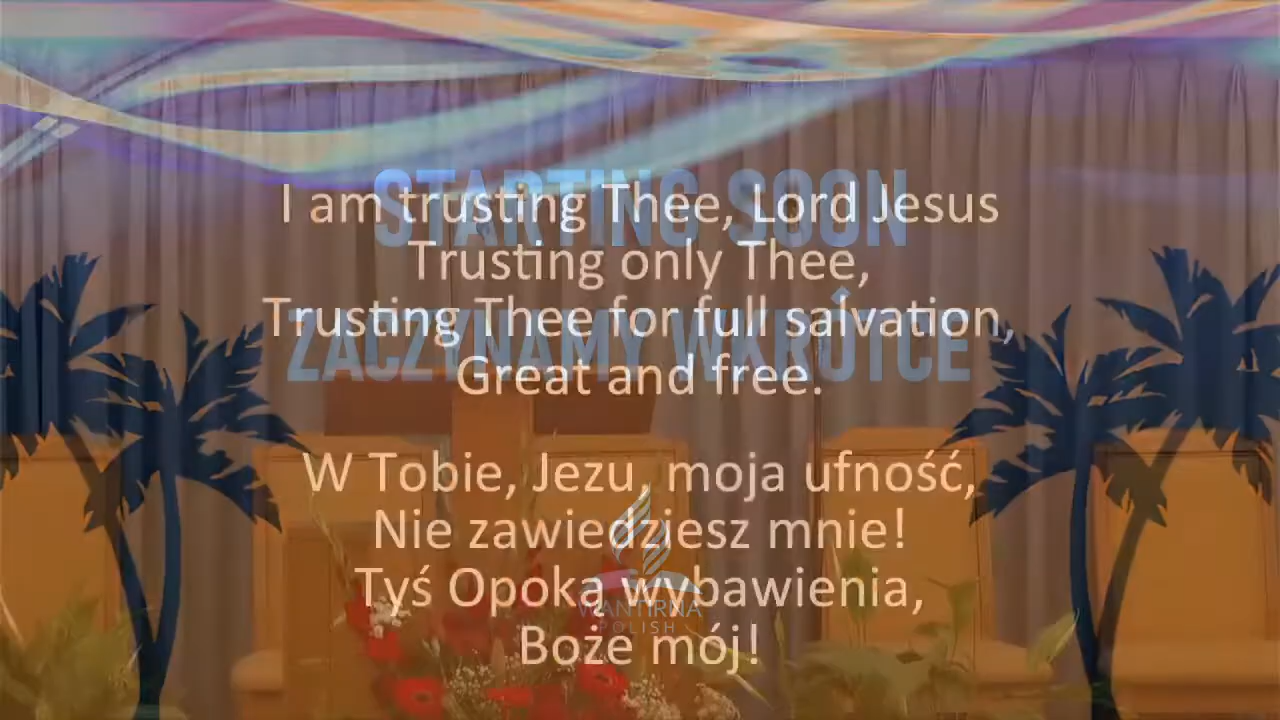 STARTING SOON
I am trusting Thee, Lord Jesus
Trusting only Thee,
ZACZYNAMY WKRÓTCE
Trusting Thee for full salvation,
Great and free.
W Tobie, Jezu, moja ufność,
Nie zawiedziesz mnie!
Tyś Opoką wybawienia,
WANTIRNA
POLISH
Boże mój!